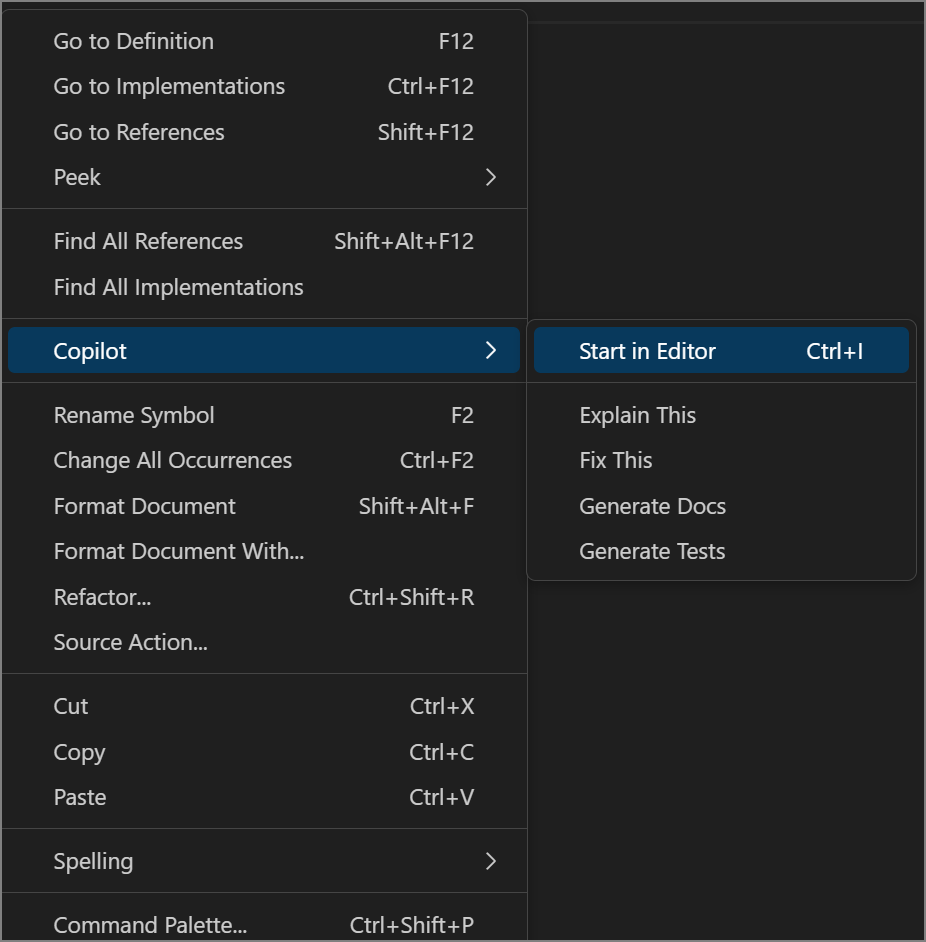 Go to Definition F12
Go to Implementations Ctrl+F12
Go to References Shift+F12
Peek
Find All References Shift+Alt+F12
Find All Implementations
Copilot
Start in Editor Ctrl+I
Explain This
Fix This
Generate Docs
Generate Tests
Rename Symbol F2
Change All Occurrences Ctrl+F2
Format Document Shift+Alt+F
Format Document With...
Refactor... Ctrl+Shift+R
Source Action...
Cut Ctrl+X
Copy Ctrl+C
Paste Ctrl+V
Spelling
Command Palette... Ctrl+Shift+P